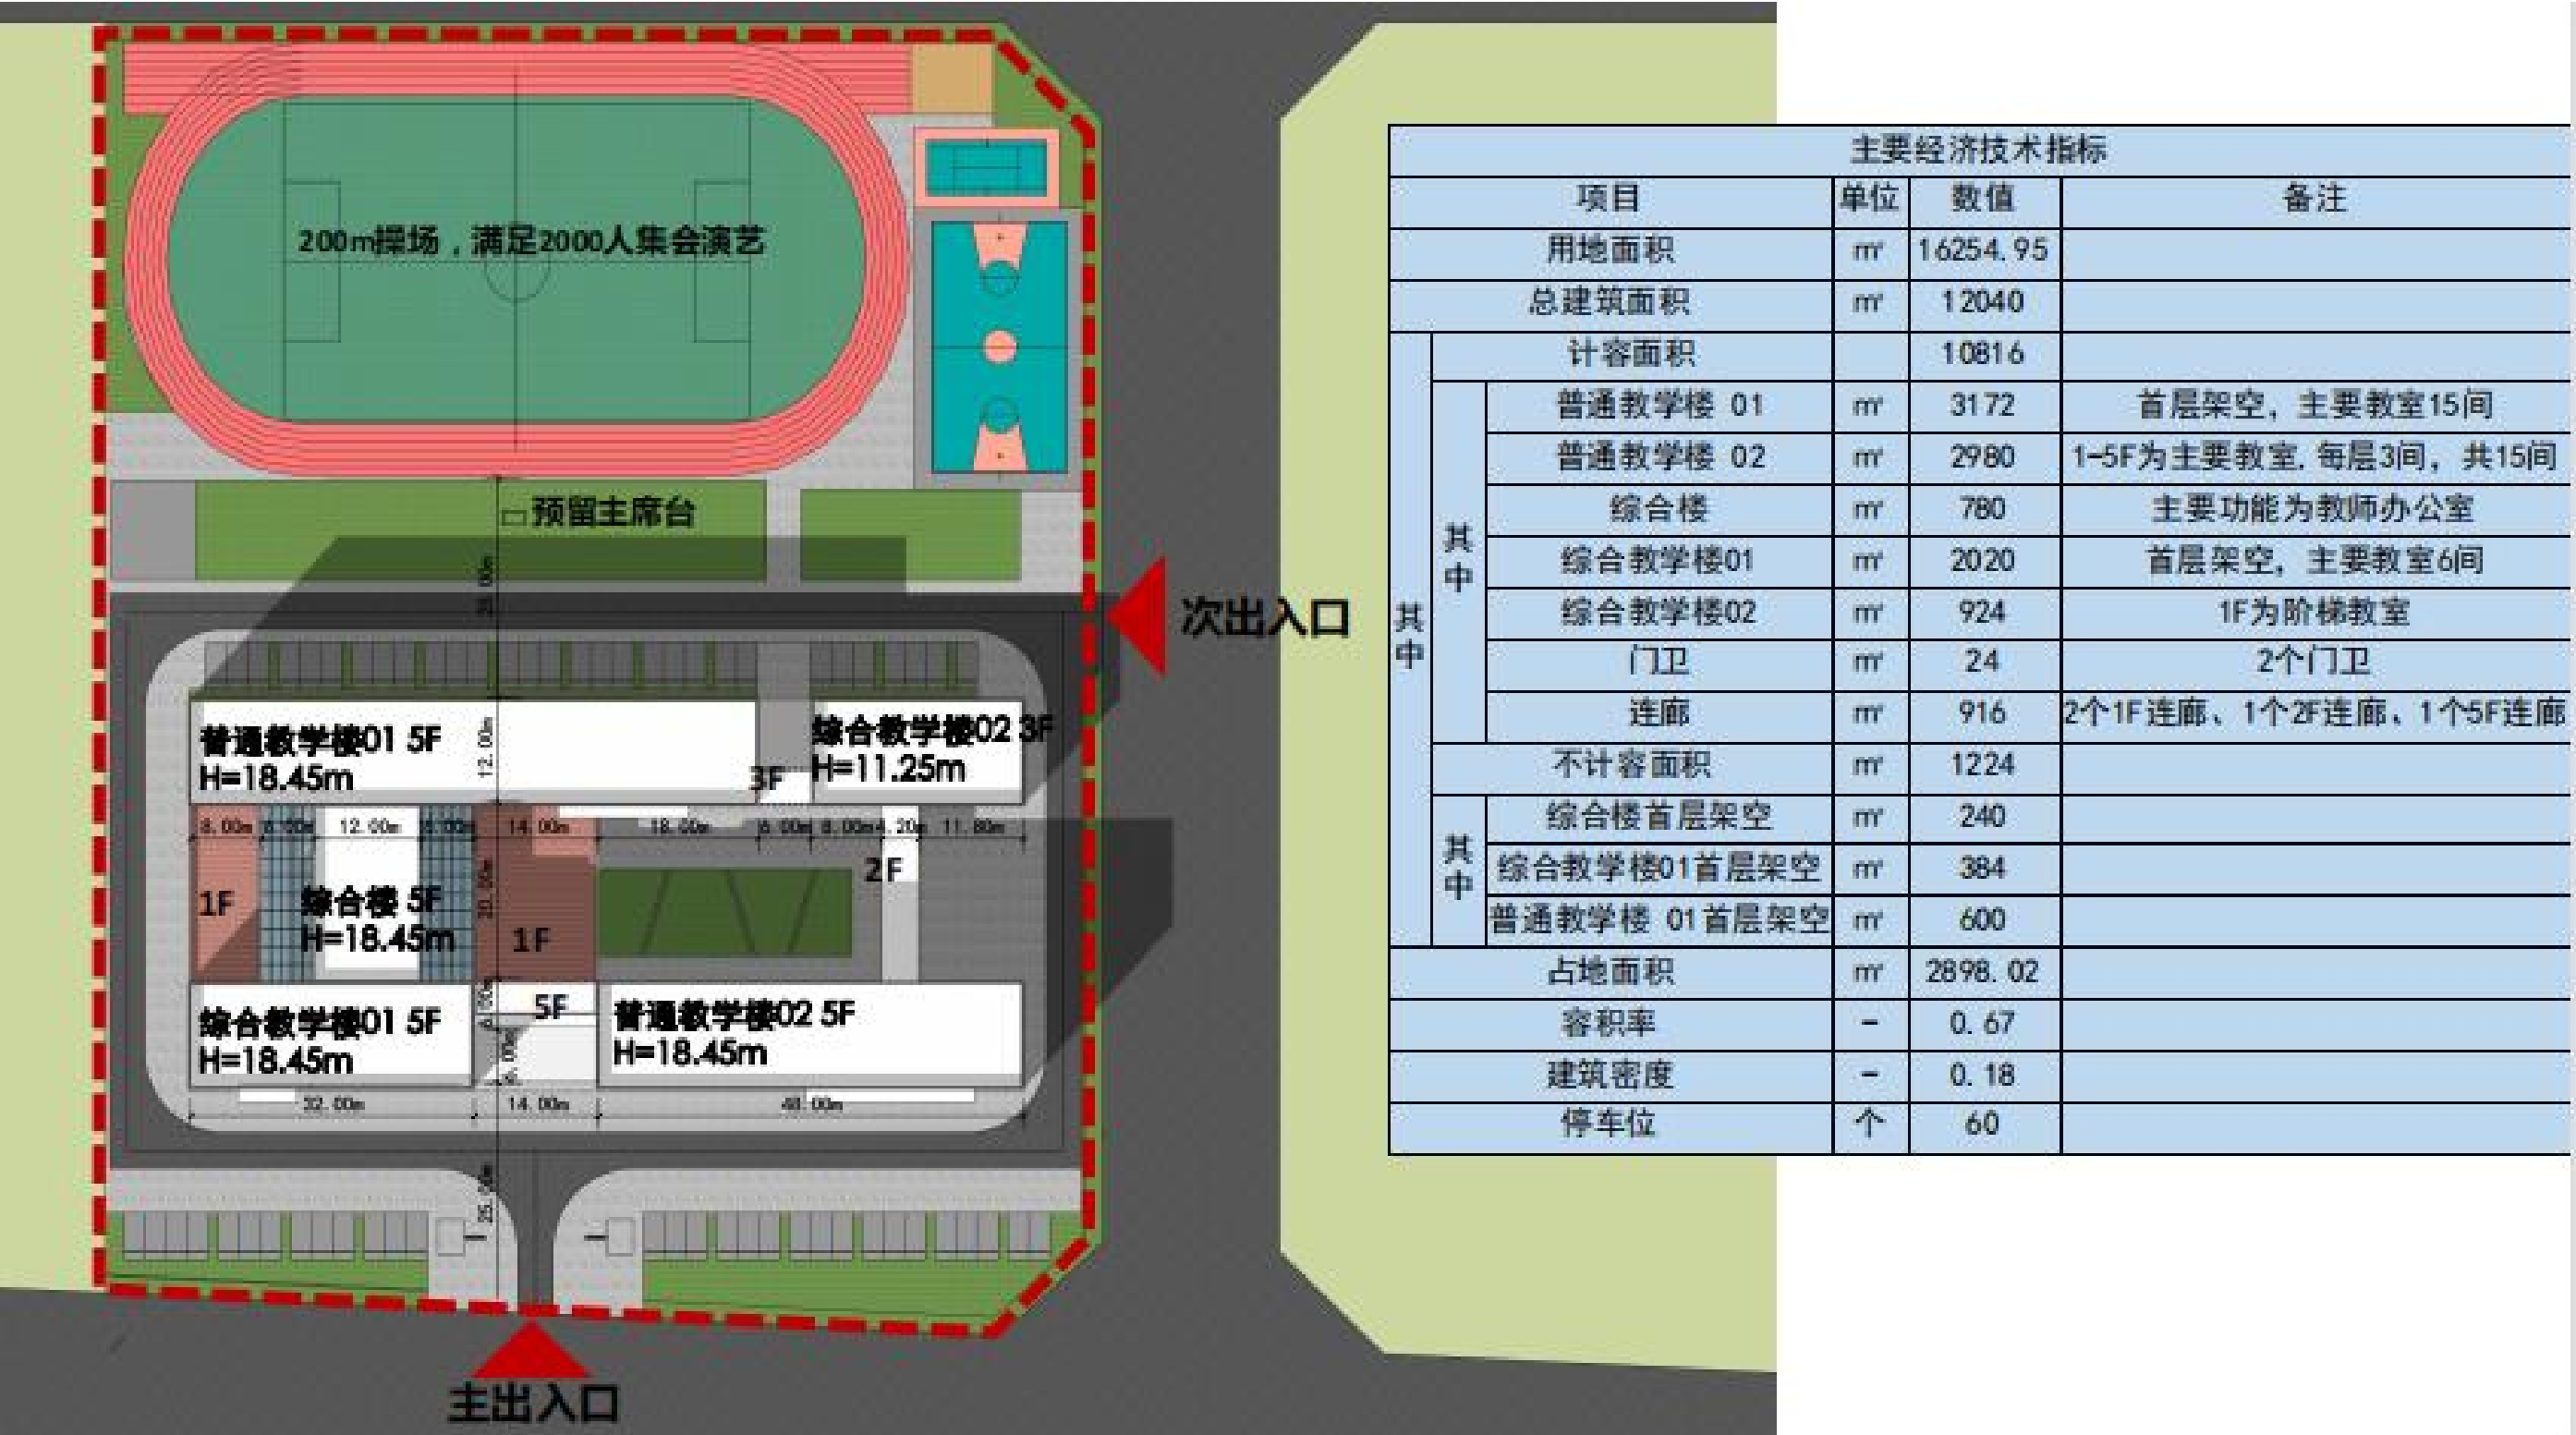 200m操场，满足2000人集会演艺
预留主席台
次出入口
普通教学楼01 5F
H=18.45m
综合教学楼02 3F
H=11.25m
3F
12.00m
8.00m
12.00m
14.00m
18.00m
6.00m
8.00m
4.20m
11.80m
2F
1F
综合楼 5F
H=18.45m
20.00m
1F
5F
综合教学楼01 5F
H=18.45m
普通教学楼02 5F
H=18.45m
6.00m
6.00m
32.00m
14.00m
48.00m
25.00m
主出入口
主要经济技术指标
项目 单位 数值 备注
用地面积 ㎡ 16254.95
总建筑面积 ㎡ 12040
其中
计容面积 10816
其中
普通教学楼 01 ㎡ 3172 首层架空，主要教室15间
普通教学楼 02 ㎡ 2980 1-5F为主要教室,每层3间，共15间
综合楼 ㎡ 780 主要功能为教师办公室
综合教学楼01 ㎡ 2020 首层架空，主要教室6间
综合教学楼02 ㎡ 924 1F为阶梯教室
门卫 ㎡ 24 2个门卫
连廊 ㎡ 916 2个1F连廊、1个2F连廊、1个5F连廊
不计容面积 ㎡ 1224
其中
综合楼首层架空 ㎡ 240
综合教学楼01首层架空 ㎡ 384
普通教学楼 01首层架空 ㎡ 600
占地面积 ㎡ 2898.02
容积率 - 0.67
建筑密度 - 0.18
停车位 个 60